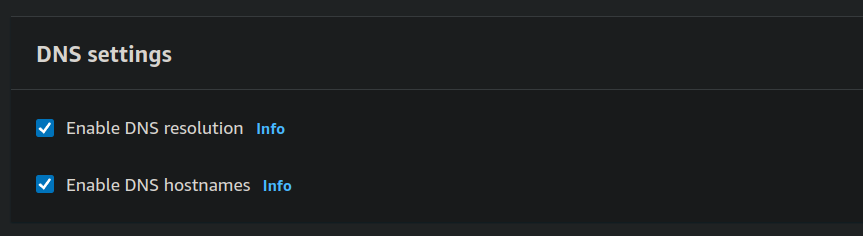 DNS settings
Enable DNS resolution Info
Enable DNS hostnames Info